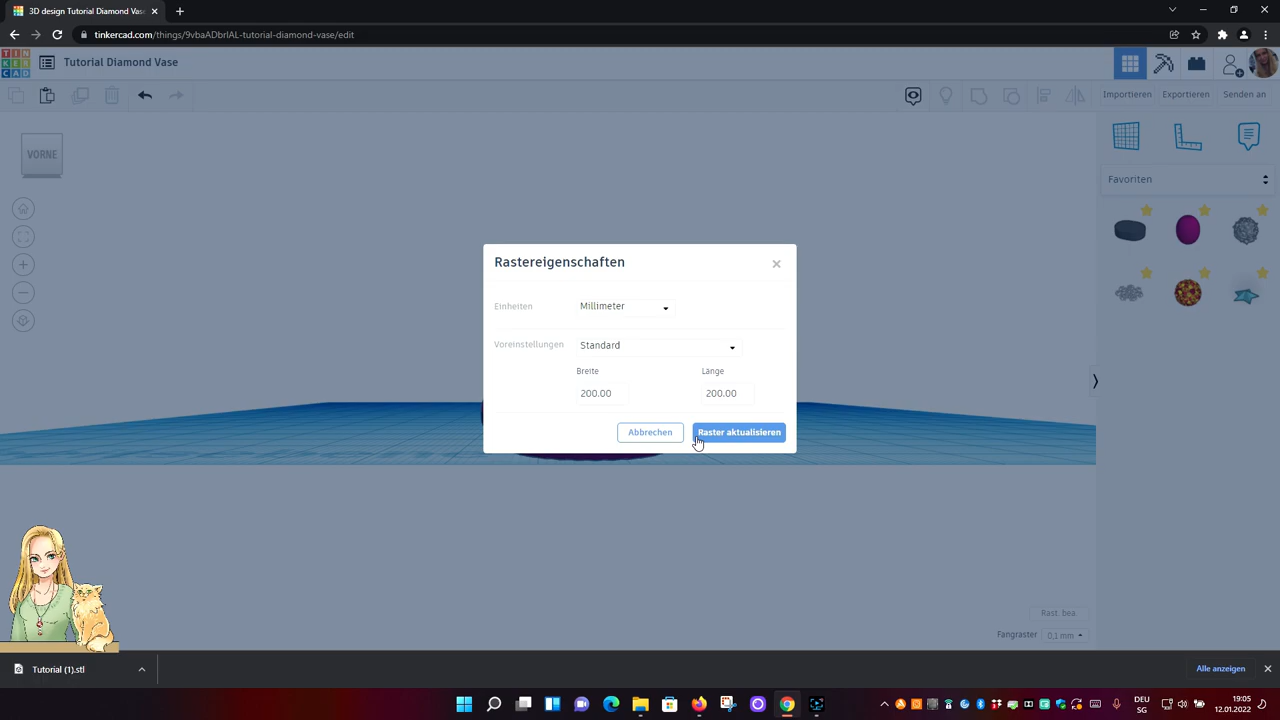 3D design Tutorial Diamond Vase
tinkercad.com/things/9vbaADbrlAL-tutorial-diamond-vase/edit
TIN
KER
CAD
Tutorial Diamond Vase
Importieren
Exportieren
Senden an
VORNE
Favoriten
Rastereigenschaften
Einheiten
Millimeter
Voreinstellungen
Standard
Breite
Länge
200.00
200.00
Abbrechen
Raster aktualisieren
Rast. bea.
Fangraster
0,1 mm
Tutorial (1).stl
Alle anzeigen
DEU
SG
19:05
12.01.2022